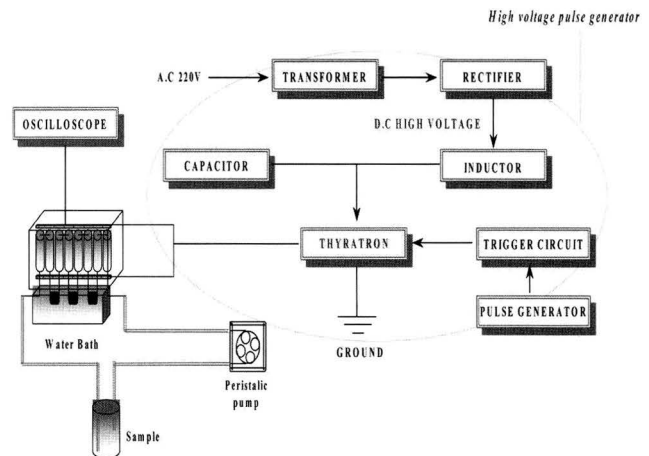 High voltage pulse generator
A.C 220V
TRANSFORMER
RECTIFIER
OSCILLOSCOPE
D.C HIGH VOLTAGE
CAPACITOR
INDUCTOR
THYRATRON
TRIGGER CIRCUIT
PULSE GENERATOR
Water Bath
GROUND
Peristalic
pump
Sample